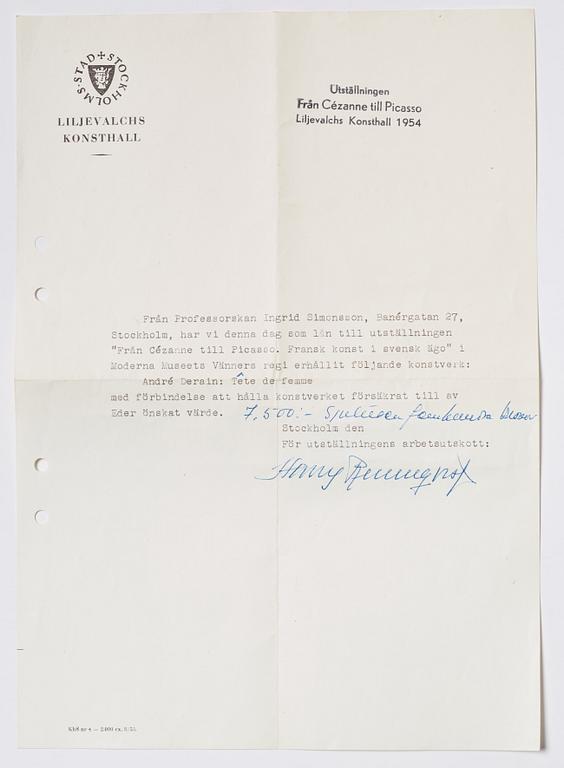 STOCKHOLMS·STAD
LILJEVALCHS
KONSTHALL
Utställningen
Från Cézanne till Picasso
Liljevalchs Konsthall 1954
Från Professorskan Ingrid Simonsson, Banérgatan 27,
Stockholm, har vi denna dag som lån till utställningen
"Från Cézanne till Picasso. Fransk konst i svensk ägo" i
Moderna Museets Vänners regi erhållit följande konstverk:
André Derain: Tête de femme
med förbindelse att hålla konstverket försäkrat till av
Eder önskat värde. 7,500:- Sjutusen femhundra kronor
Stockholm den
För utställningens arbetsutskott: